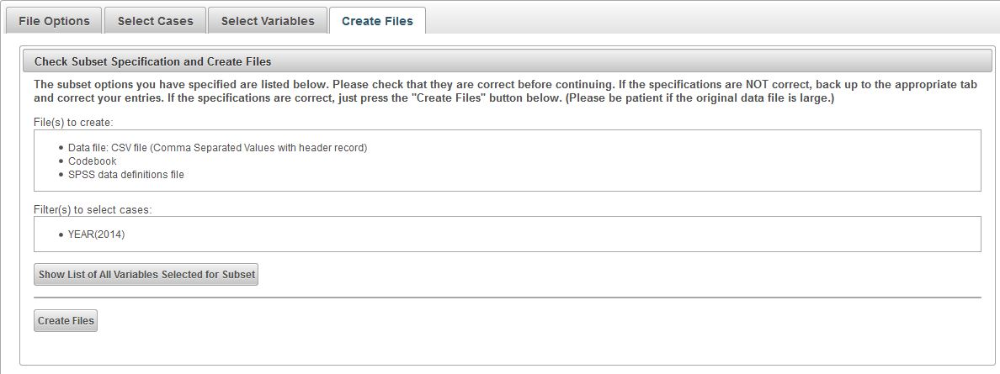 File Options
Select Cases
Select Variables
Create Files
Check Subset Specification and Create Files
The subset options you have specified are listed below. Please check that they are correct before continuing. If the specifications are NOT correct, back up to the appropriate tab
and correct your entries. If the specifications are correct, just press the "Create Files" button below. (Please be patient if the original data file is large.)
File(s) to create:
• Data file: CSV file (Comma Separated Values with header record)
• Codebook
• SPSS data definitions file
Filter(s) to select cases:
• YEAR(2014)
Show List of All Variables Selected for Subset
Create Files